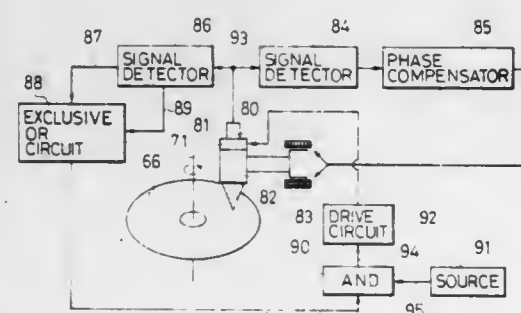 86 93 84 85
87
SIGNAL DETECTOR
SIGNAL DETECTOR
PHASE COMPENSATOR
88
89
EXCLUSIVE OR CIRCUIT
81 80
71
66
82
83
DRIVE CIRCUIT
92
90 94 91
AND
SOURCE
95